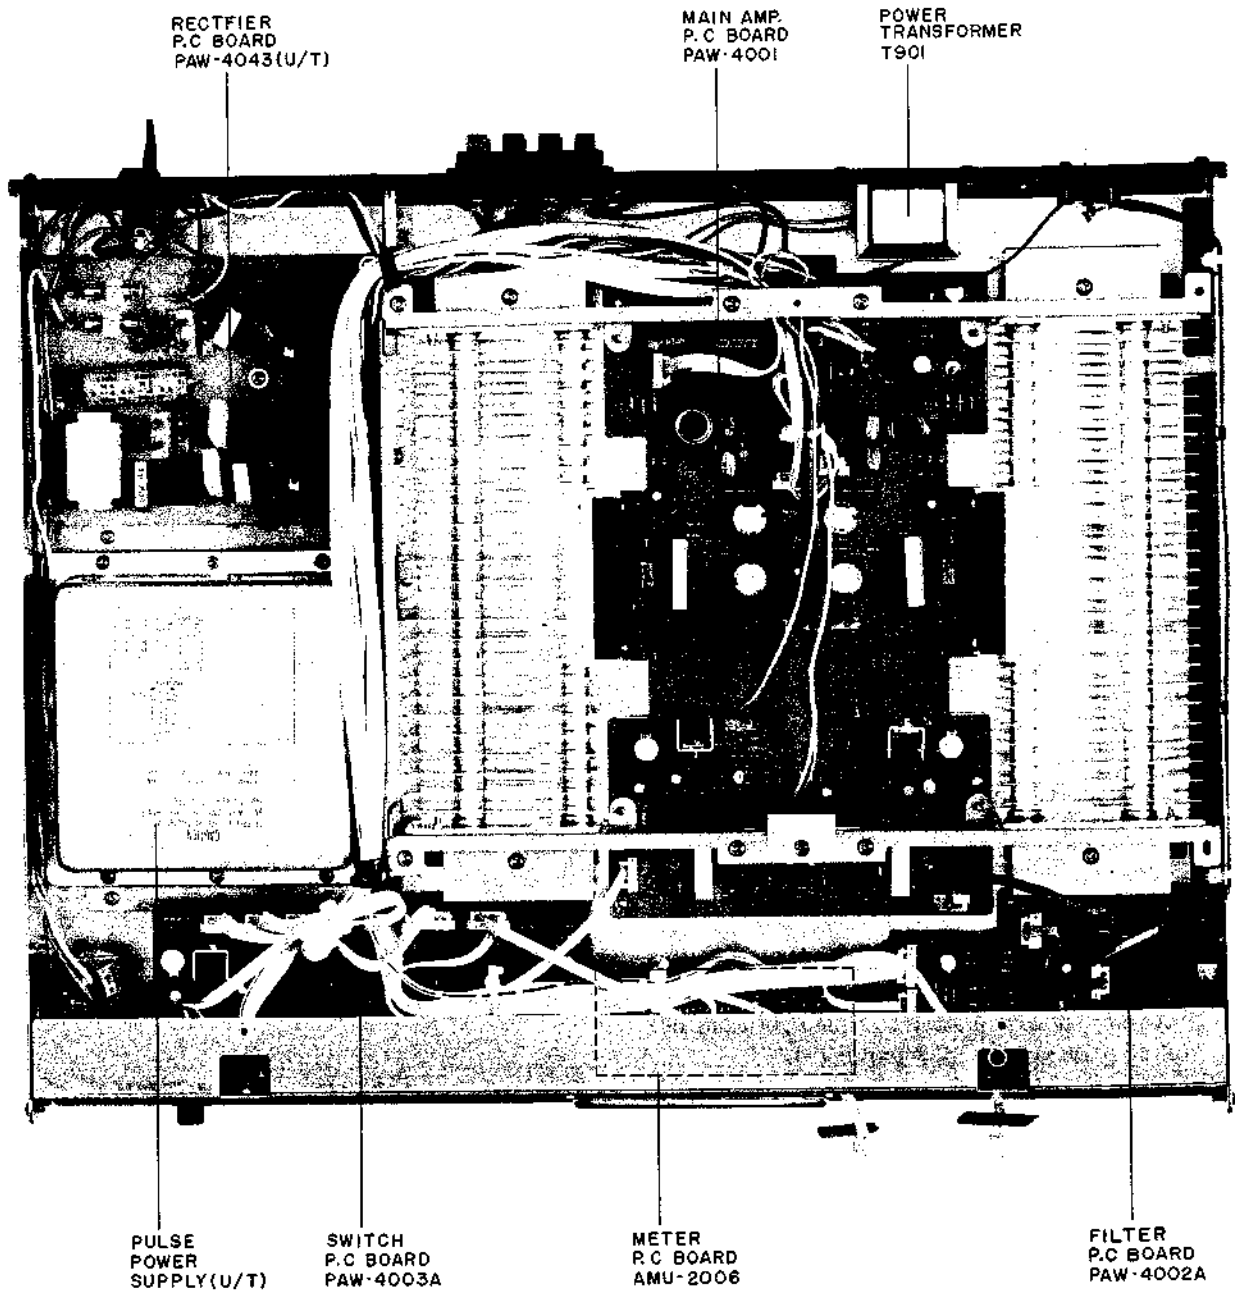 RECTFIER
P.C BOARD
PAW-4043(U/T)
MAIN AMP.
P.C BOARD
PAW-4001
POWER
TRANSFORMER
T901
PULSE
POWER
SUPPLY(U/T)
SWITCH
P.C BOARD
PAW-4003A
METER
P.C BOARD
AMU-2006
FILTER
P.C BOARD
PAW-4002A